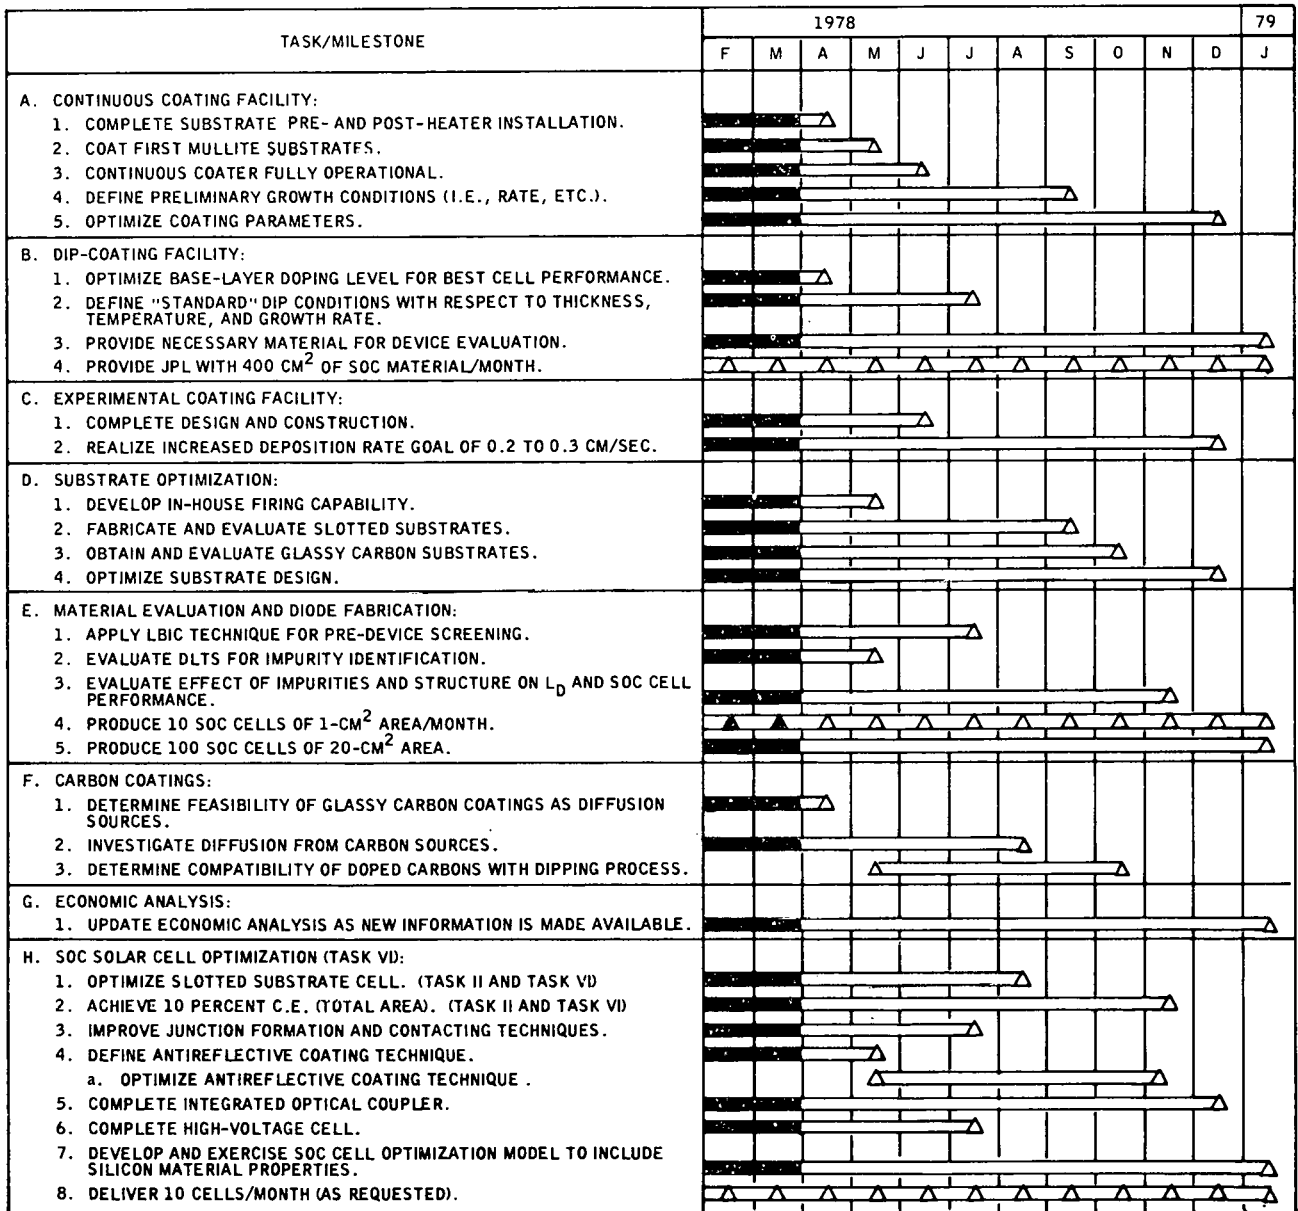 TASK/MILESTONE
1978
79
F M A M J J A S O N D J
A. CONTINUOUS COATING FACILITY:
1. COMPLETE SUBSTRATE PRE- AND POST-HEATER INSTALLATION.
2. COAT FIRST MULLITE SUBSTRATES.
3. CONTINUOUS COATER FULLY OPERATIONAL.
4. DEFINE PRELIMINARY GROWTH CONDITIONS (I.E., RATE, ETC.).
5. OPTIMIZE COATING PARAMETERS.
B. DIP-COATING FACILITY:
1. OPTIMIZE BASE-LAYER DOPING LEVEL FOR BEST CELL PERFORMANCE.
2. DEFINE "STANDARD" DIP CONDITIONS WITH RESPECT TO THICKNESS,
TEMPERATURE, AND GROWTH RATE.
3. PROVIDE NECESSARY MATERIAL FOR DEVICE EVALUATION.
4. PROVIDE JPL WITH 400 CM² OF SOC MATERIAL/MONTH.
C. EXPERIMENTAL COATING FACILITY:
1. COMPLETE DESIGN AND CONSTRUCTION.
2. REALIZE INCREASED DEPOSITION RATE GOAL OF 0.2 TO 0.3 CM/SEC.
D. SUBSTRATE OPTIMIZATION:
1. DEVELOP IN-HOUSE FIRING CAPABILITY.
2. FABRICATE AND EVALUATE SLOTTED SUBSTRATES.
3. OBTAIN AND EVALUATE GLASSY CARBON SUBSTRATES.
4. OPTIMIZE SUBSTRATE DESIGN.
E. MATERIAL EVALUATION AND DIODE FABRICATION:
1. APPLY LBIC TECHNIQUE FOR PRE-DEVICE SCREENING.
2. EVALUATE DLTS FOR IMPURITY IDENTIFICATION.
3. EVALUATE EFFECT OF IMPURITIES AND STRUCTURE ON L_D AND SOC CELL
PERFORMANCE.
4. PRODUCE 10 SOC CELLS OF 1-CM² AREA/MONTH.
5. PRODUCE 100 SOC CELLS OF 20-CM² AREA.
F. CARBON COATINGS:
1. DETERMINE FEASIBILITY OF GLASSY CARBON COATINGS AS DIFFUSION
SOURCES.
2. INVESTIGATE DIFFUSION FROM CARBON SOURCES.
3. DETERMINE COMPATIBILITY OF DOPED CARBONS WITH DIPPING PROCESS.
G. ECONOMIC ANALYSIS:
1. UPDATE ECONOMIC ANALYSIS AS NEW INFORMATION IS MADE AVAILABLE.
H. SOC SOLAR CELL OPTIMIZATION (TASK VI):
1. OPTIMIZE SLOTTED SUBSTRATE CELL. (TASK II AND TASK VI)
2. ACHIEVE 10 PERCENT C.E. (TOTAL AREA). (TASK II AND TASK VI)
3. IMPROVE JUNCTION FORMATION AND CONTACTING TECHNIQUES.
4. DEFINE ANTIREFLECTIVE COATING TECHNIQUE.
a. OPTIMIZE ANTIREFLECTIVE COATING TECHNIQUE .
5. COMPLETE INTEGRATED OPTICAL COUPLER.
6. COMPLETE HIGH-VOLTAGE CELL.
7. DEVELOP AND EXERCISE SOC CELL OPTIMIZATION MODEL TO INCLUDE
SILICON MATERIAL PROPERTIES.
8. DELIVER 10 CELLS/MONTH (AS REQUESTED).